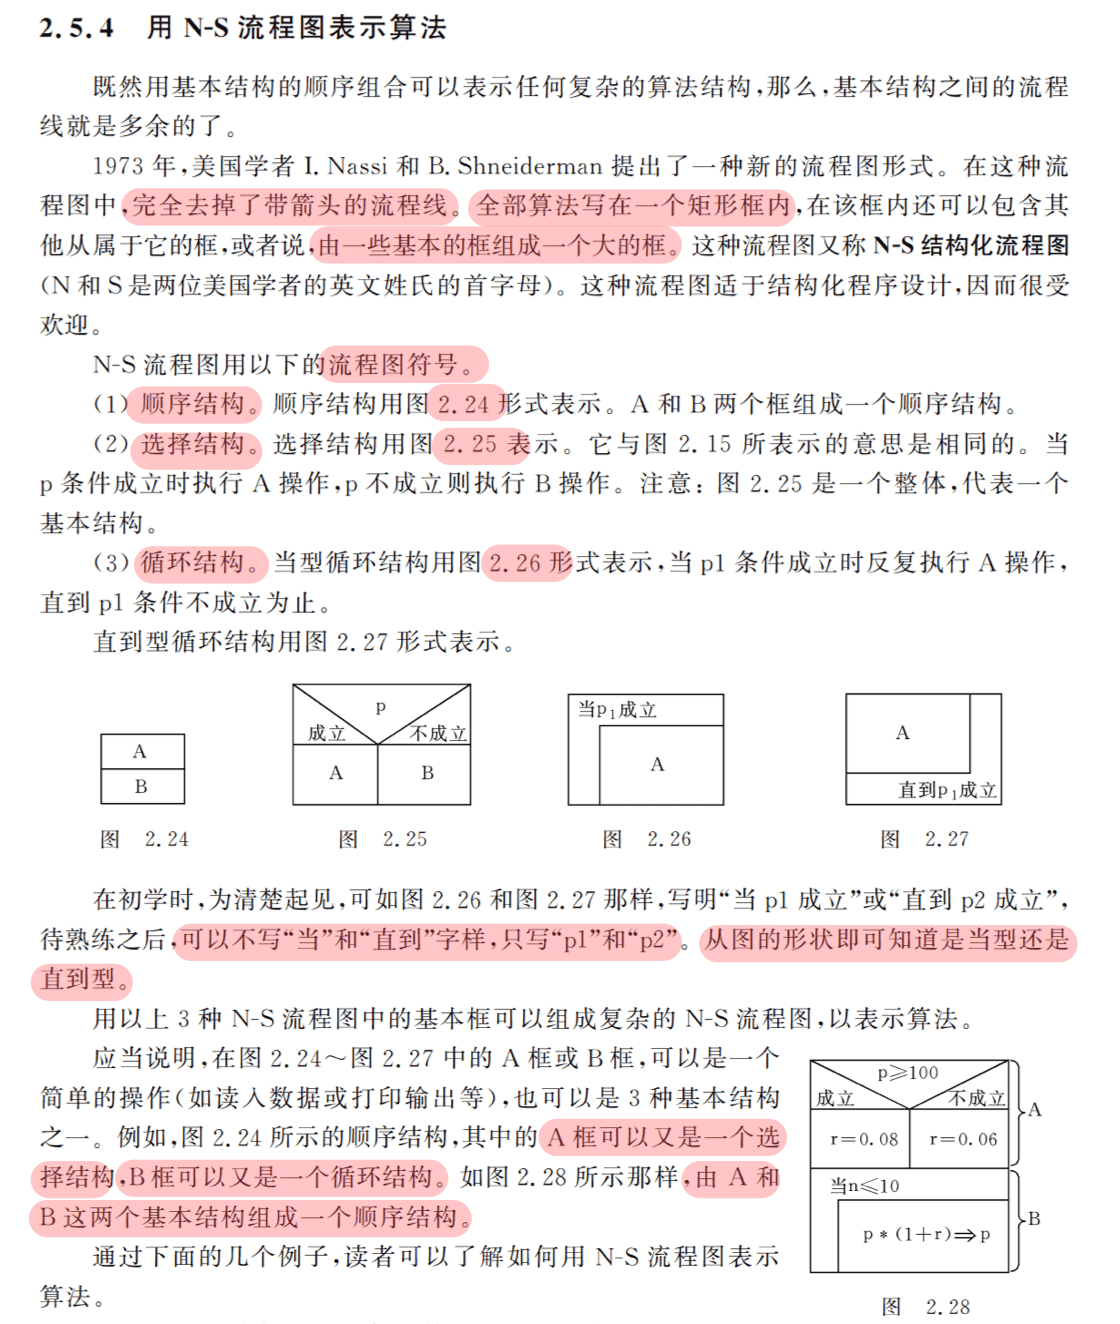 2.5.4 用 N-S 流程图表示算法
既然用基本结构的顺序组合可以表示任何复杂的算法结构,那么,基本结构之间的流程
线就是多余的了。
1973 年,美国学者 I. Nassi 和 B. Shneiderman 提出了一种新的流程图形式。在这种流
程图中,完全去掉了带箭头的流程线。全部算法写在一个矩形框内,在该框内还可以包含其
他从属于它的框,或者说,由一些基本的框组成一个大的框。这种流程图又称 N-S 结构化流程图
(N 和 S 是两位美国学者的英文姓氏的首字母)。这种流程图适于结构化程序设计,因而很受
欢迎。
N-S 流程图用以下的流程图符号。
(1) 顺序结构。顺序结构用图 2.24 形式表示。A 和 B 两个框组成一个顺序结构。
(2) 选择结构。选择结构用图 2.25 表示。它与图 2.15 所表示的意思是相同的。当
p 条件成立时执行 A 操作,p 不成立则执行 B 操作。注意:图 2.25 是一个整体,代表一个
基本结构。
(3) 循环结构。当型循环结构用图 2.26 形式表示,当 p1 条件成立时反复执行 A 操作,
直到 p1 条件不成立为止。
直到型循环结构用图 2.27 形式表示。
A
B
图 2.24
p
成立 不成立
A B
图 2.25
当p₁成立
A
图 2.26
A
直到p₁成立
图 2.27
在初学时,为清楚起见,可如图 2.26 和图 2.27 那样,写明“当 p1 成立”或“直到 p2 成立”,
待熟练之后,可以不写“当”和“直到”字样,只写“p1”和“p2”。从图的形状即可知道是当型还是
直到型。
用以上 3 种 N-S 流程图中的基本框可以组成复杂的 N-S 流程图,以表示算法。
应当说明,在图 2.24～图 2.27 中的 A 框或 B 框,可以是一个
简单的操作(如读入数据或打印输出等),也可以是 3 种基本结构
之一。例如,图 2.24 所示的顺序结构,其中的 A 框可以又是一个选
择结构,B 框可以又是一个循环结构。如图 2.28 所示那样,由 A 和
B 这两个基本结构组成一个顺序结构。
通过下面的几个例子,读者可以了解如何用 N-S 流程图表示
算法。
p≥100
成立 不成立
r=0.08 r=0.06
A
当n≤10
p*(1+r)⇒p
B
图 2.28